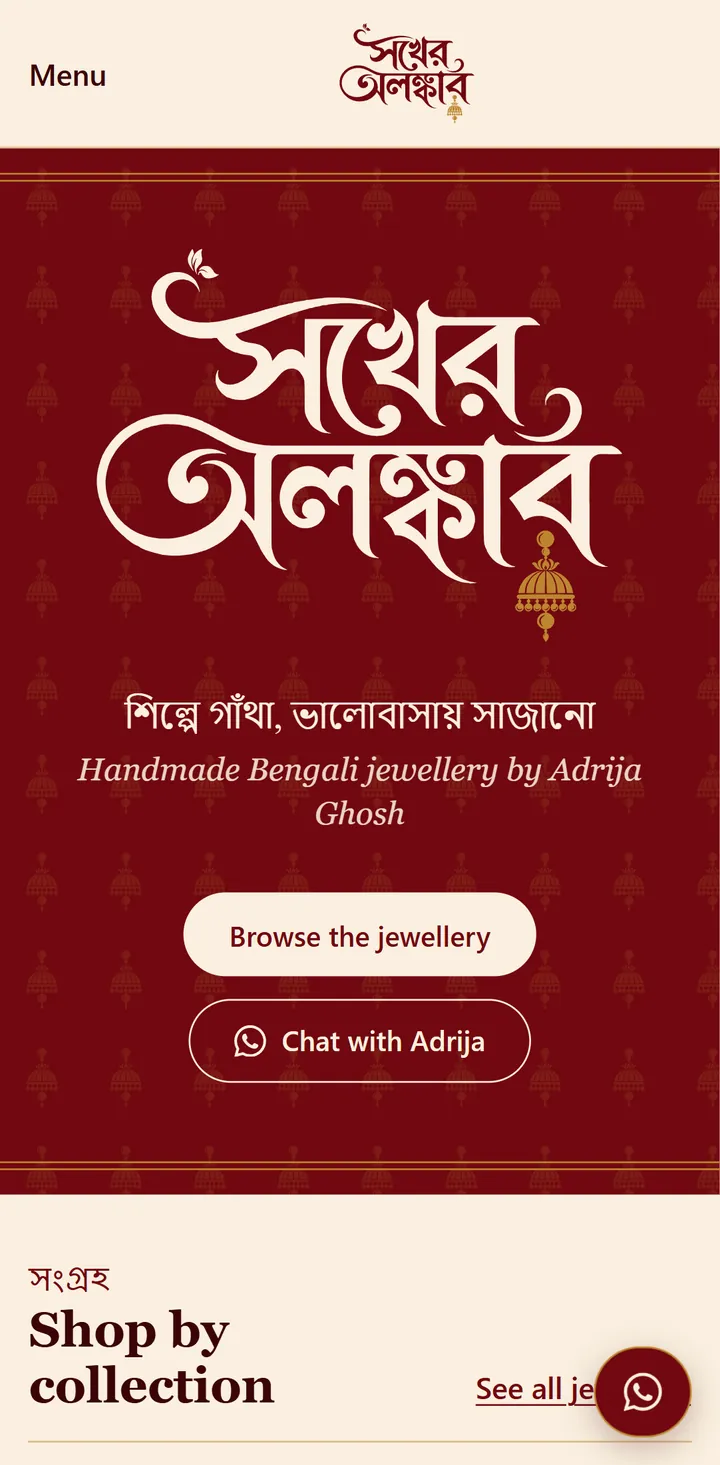 Menu
সখের
অলঙ্কার
সখের
অলঙ্কার
শিল্পে গাঁথা, ভালোবাসায় সাজানো
Handmade Bengali jewellery by Adrija
Ghosh
Browse the jewellery
Chat with Adrija
সংগ্রহ
Shop by
collection
See all je